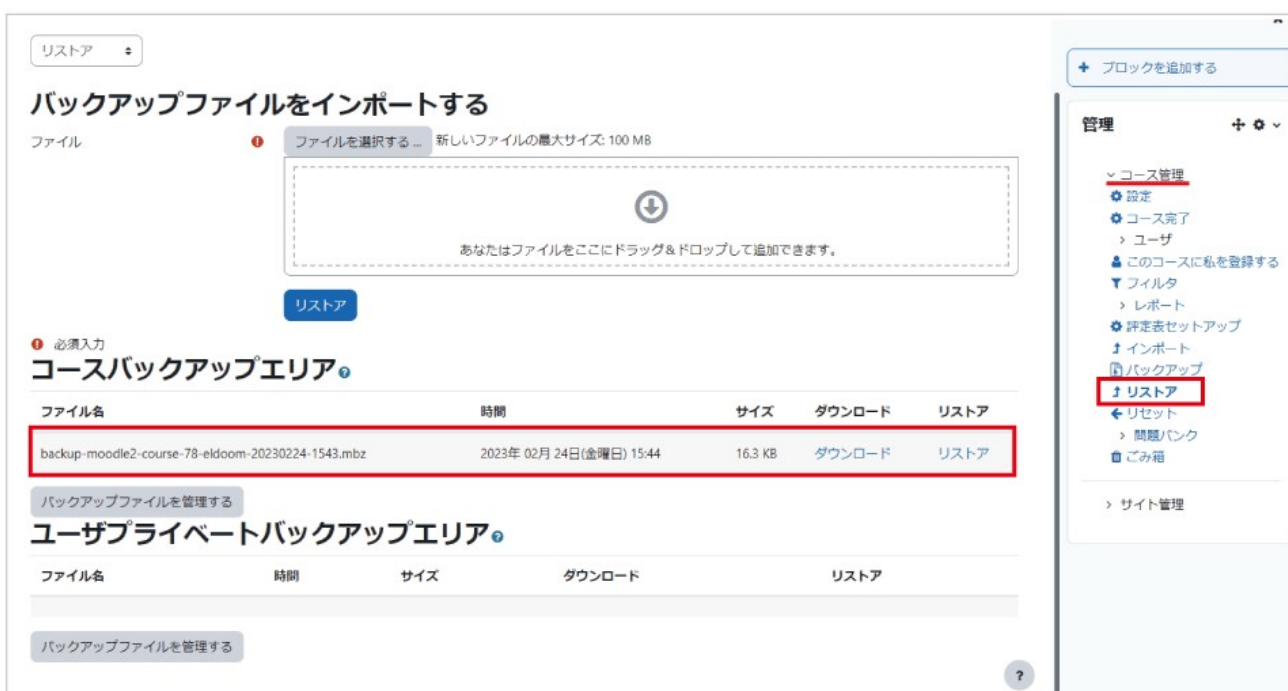 リストア
バックアップファイルをインポートする
ファイル
ファイルを選択する ...
新しいファイルの最大サイズ: 100 MB
あなたはファイルをここにドラッグ＆ドロップして追加できます。
リストア
必須入力
コースバックアップエリア
ファイル名 時間 サイズ ダウンロード リストア
backup-moodle2-course-78-eldoom-20230224-1543.mbz 2023年 02月 24日(金曜日) 15:44 16.3 KB ダウンロード リストア
バックアップファイルを管理する
ユーザプライベートバックアップエリア
ファイル名 時間 サイズ ダウンロード リストア
バックアップファイルを管理する
?
+ ブロックを追加する
管理
コース管理
設定
コース完了
ユーザ
このコースに私を登録する
フィルタ
レポート
評定表セットアップ
インポート
バックアップ
リストア
リセット
問題バンク
ごみ箱
サイト管理